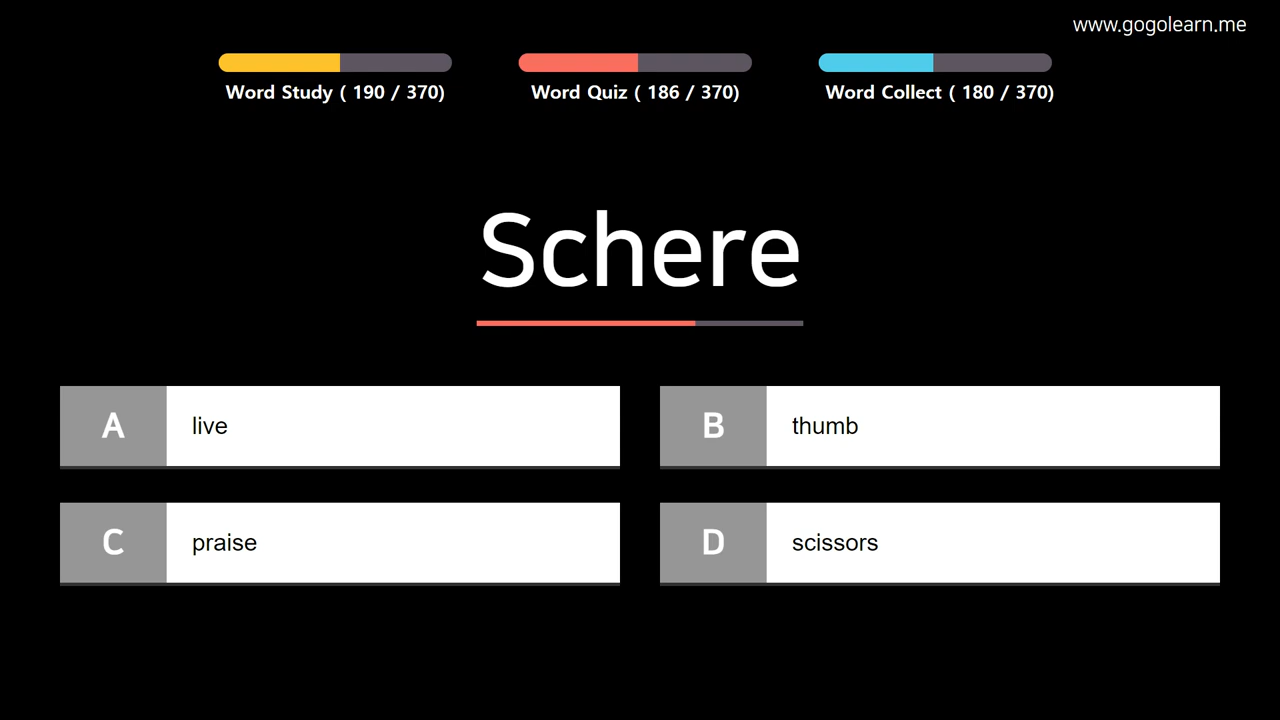 www.gogolearn.me
Word Study ( 190 / 370)
Word Quiz ( 186 / 370)
Word Collect ( 180 / 370)
Schere
A live
B thumb
C praise
D scissors